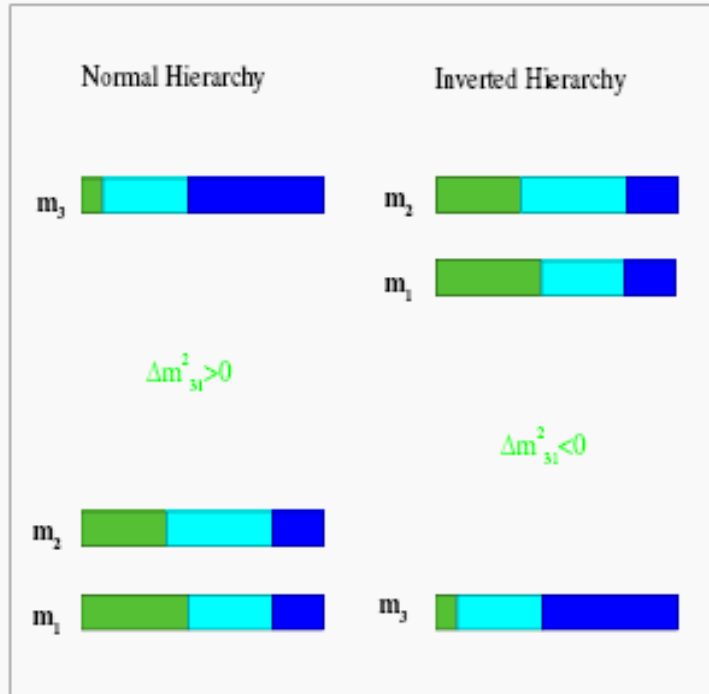 Normal Hierarchy
Inverted Hierarchy
m₃
m₂
m₁
Δm²₃₁>0
Δm²₃₁<0
m₂
m₁
m₃